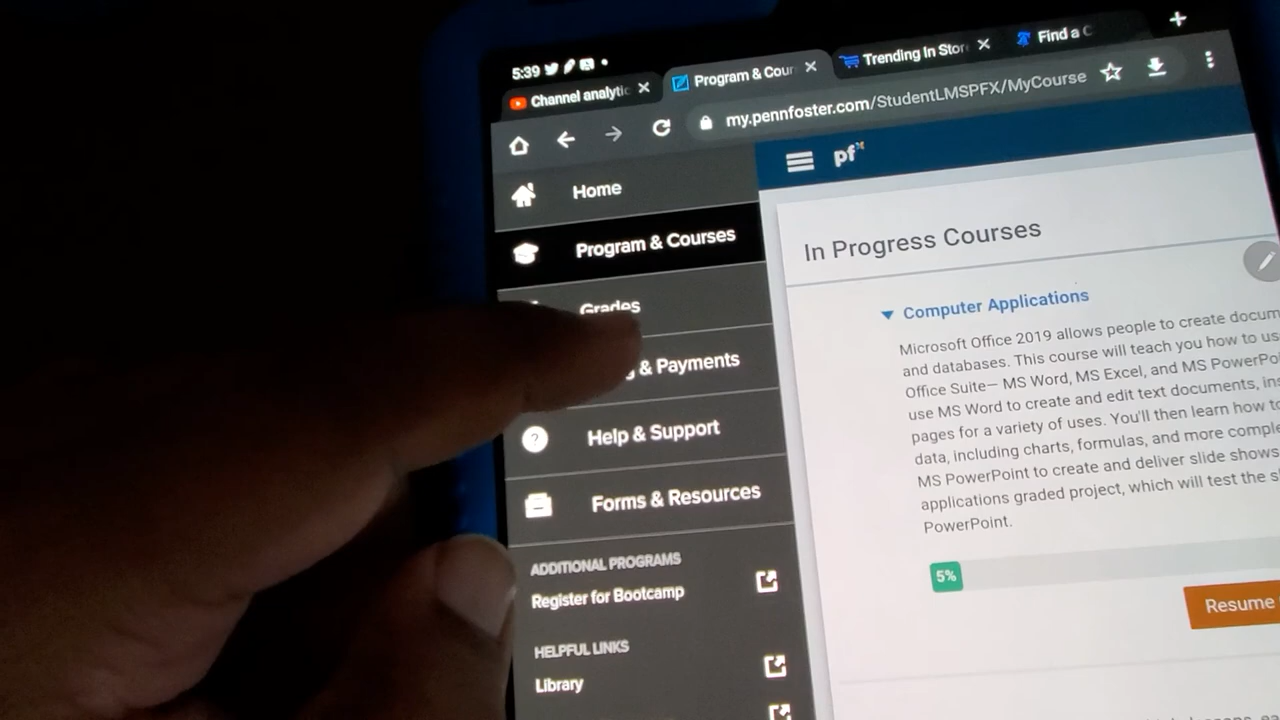 5:39
Channel analytic
Program & Cour
Trending In Stor
Find a C
my.pennfoster.com/StudentLMSPFX/MyCourse
Home
pfx
Program & Courses
Grades
& Payments
Help & Support
Forms & Resources
ADDITIONAL PROGRAMS
Register for Bootcamp
HELPFUL LINKS
Library
In Progress Courses
Computer Applications
Microsoft Office 2019 allows people to create docum
and databases. This course will teach you how to us
Office Suite— MS Word, MS Excel, and MS PowerPo
use MS Word to create and edit text documents, ins
pages for a variety of uses. You'll then learn how to
data, including charts, formulas, and more comple
MS PowerPoint to create and deliver slide shows
applications graded project, which will test the s
PowerPoint.
5%
Resume